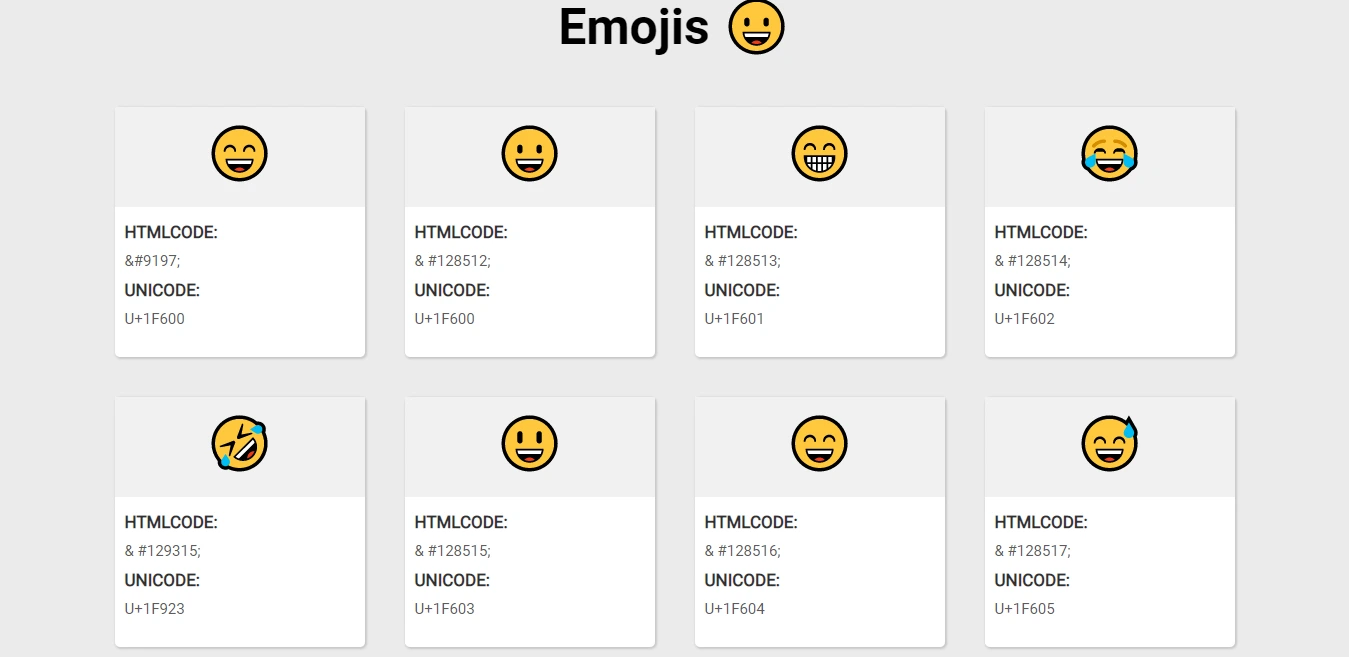 Emojis 😀
HTMLCODE:
&#9197;
UNICODE:
U+1F600
HTMLCODE:
& #128512;
UNICODE:
U+1F600
HTMLCODE:
& #128513;
UNICODE:
U+1F601
HTMLCODE:
& #128514;
UNICODE:
U+1F602
HTMLCODE:
& #129315;
UNICODE:
U+1F923
HTMLCODE:
& #128515;
UNICODE:
U+1F603
HTMLCODE:
& #128516;
UNICODE:
U+1F604
HTMLCODE:
& #128517;
UNICODE:
U+1F605